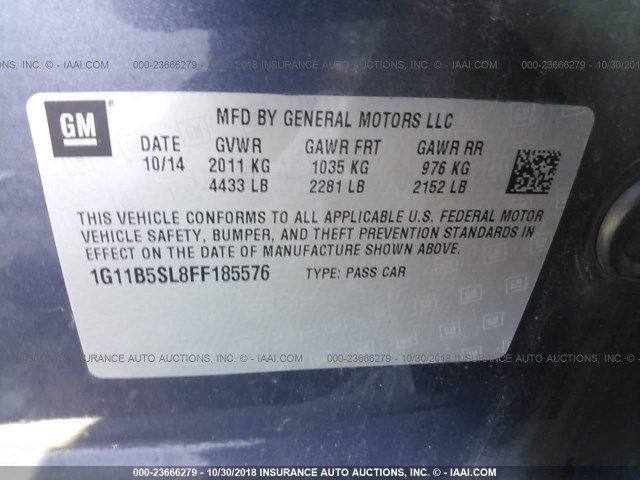 GM
MFD BY GENERAL MOTORS LLC
DATE GVWR GAWR FRT GAWR RR
10/14 2011 KG 1035 KG 976 KG
4433 LB 2281 LB 2152 LB
THIS VEHICLE CONFORMS TO ALL APPLICABLE U.S. FEDERAL MOTOR
VEHICLE SAFETY, BUMPER, AND THEFT PREVENTION STANDARDS IN
EFFECT ON THE DATE OF MANUFACTURE SHOWN ABOVE.
1G11B5SL8FF185576 TYPE: PASS CAR
000-23666279 - 10/30/2018 INSURANCE AUTO AUCTIONS, INC. - © IAAI.COM